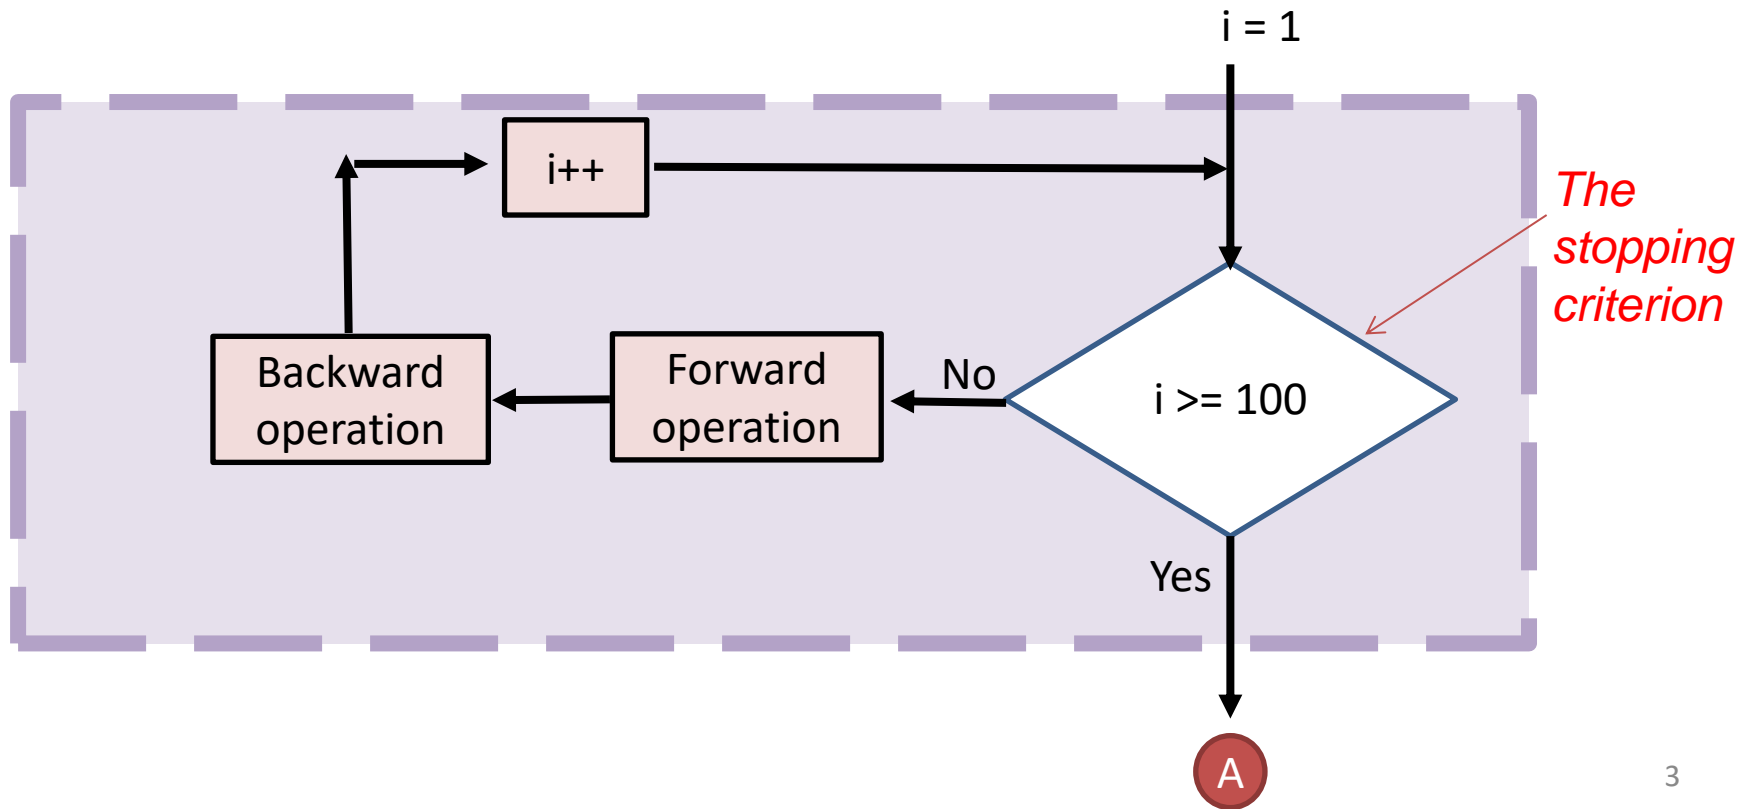 i = 1
i++
The
stopping
criterion
Backward
operation
Forward
operation
No
i >= 100
Yes
A
3